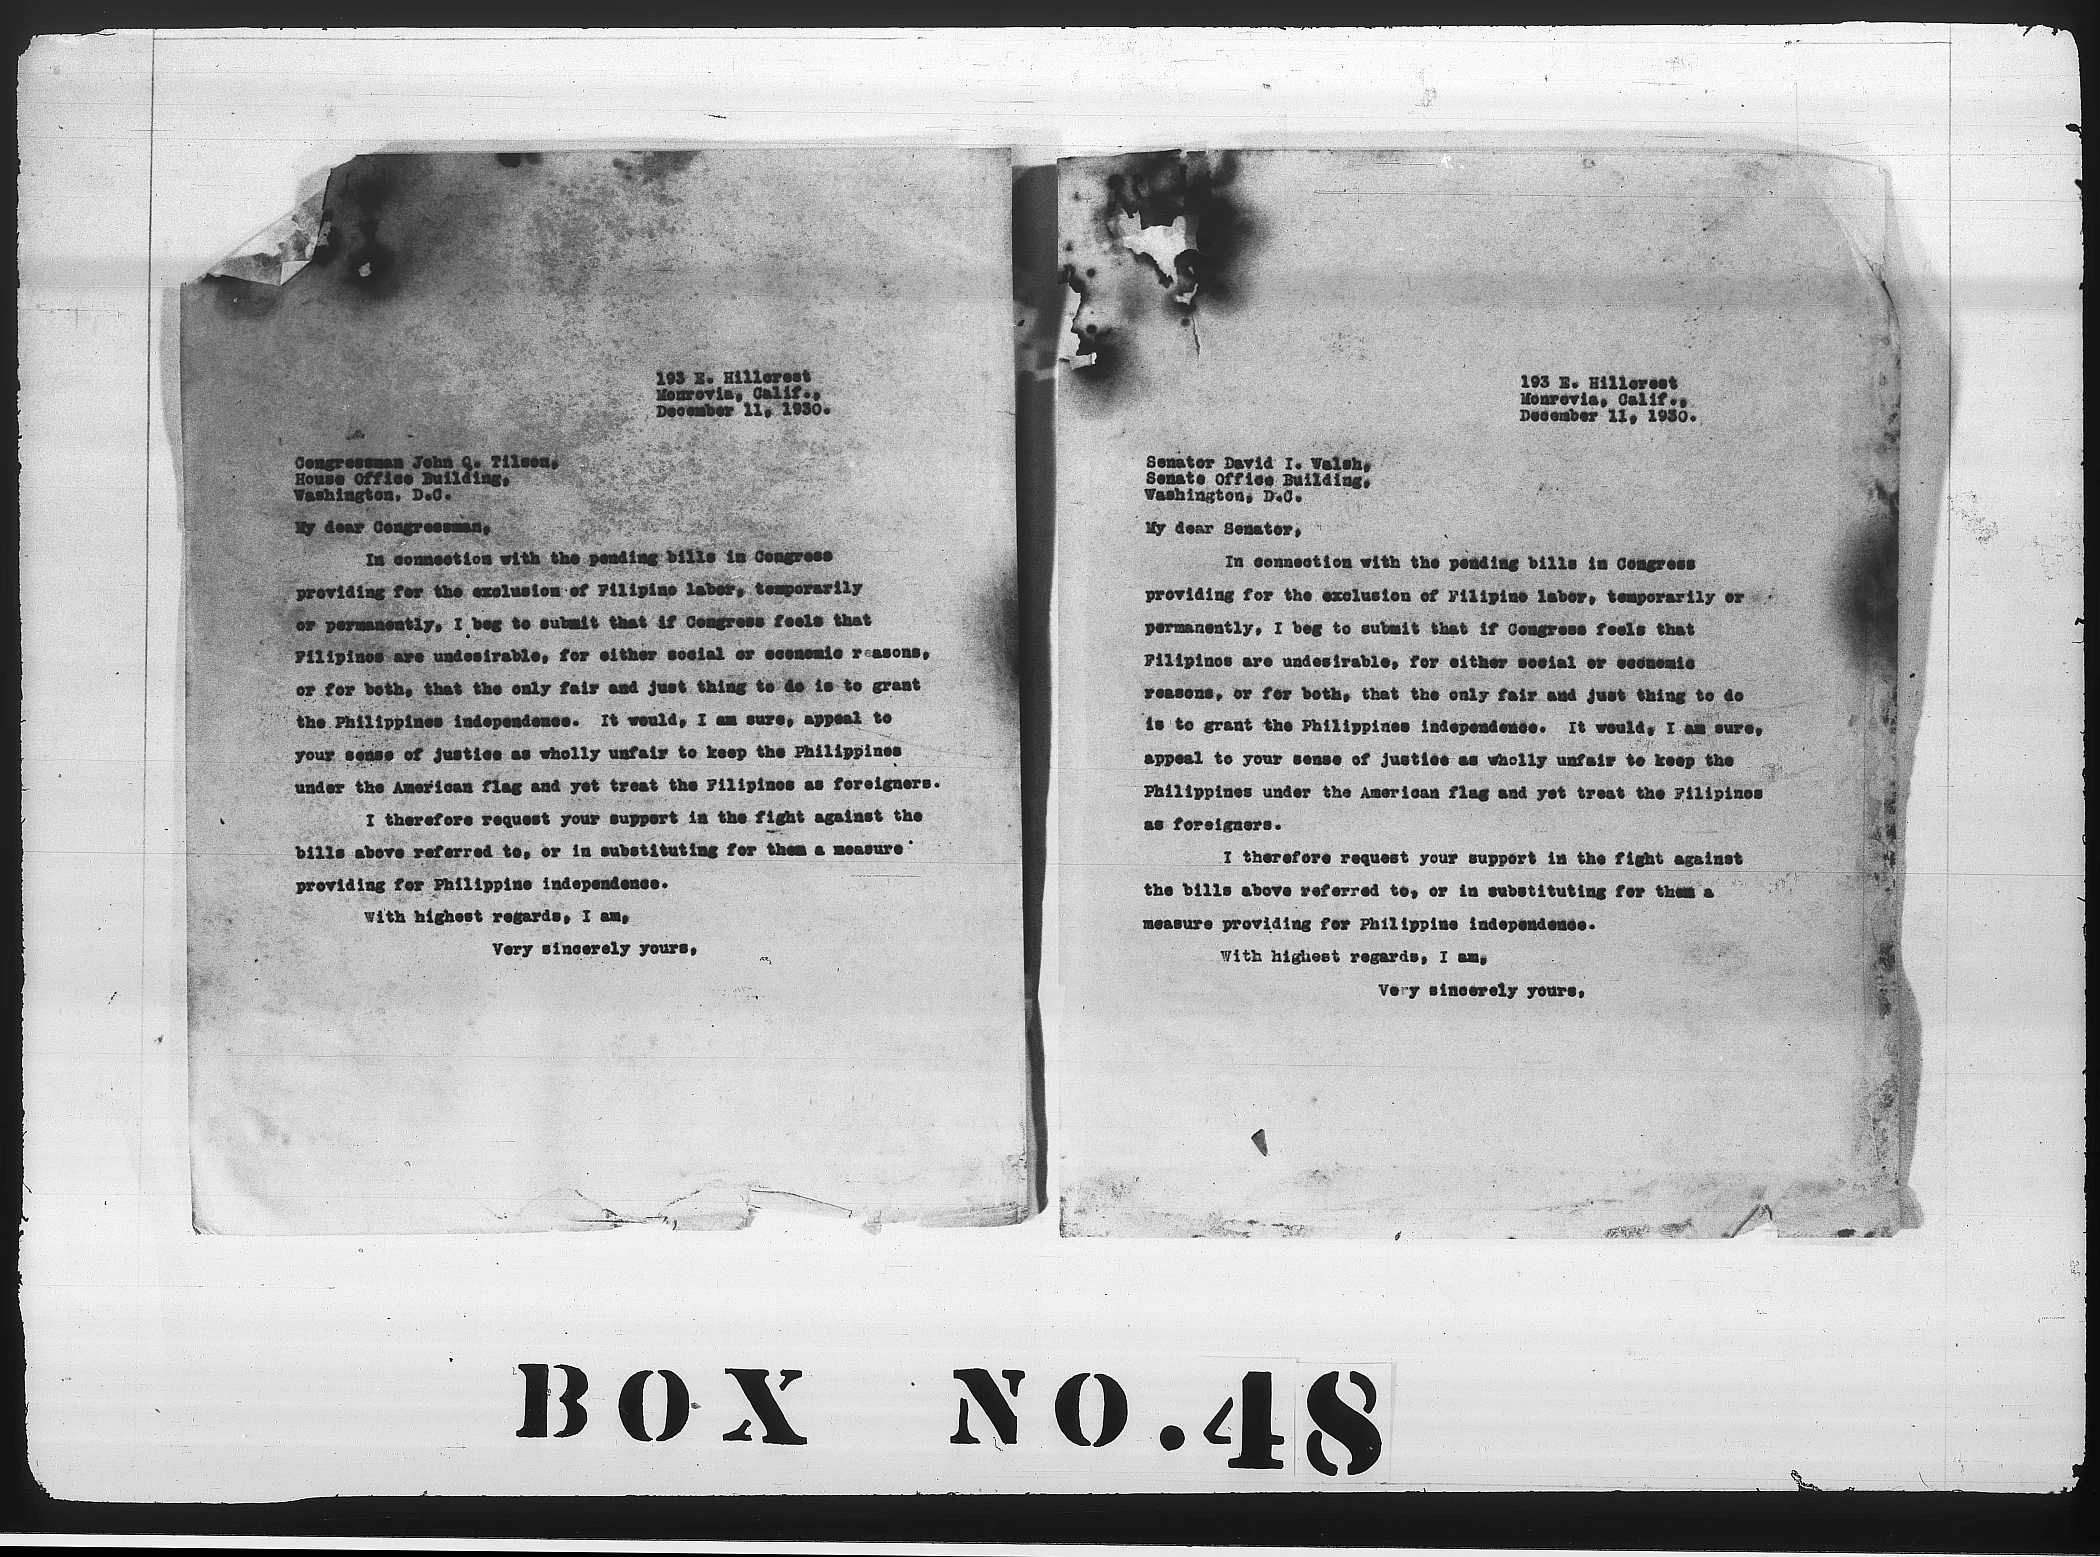 193 E. Hillcrest
Monrovia, Calif.,
December 11, 1930.
Congressman John Q. Tilson,
House Office Building,
Washington, D.C.
My dear Congressman,
In connection with the pending bills in Congress
providing for the exclusion of Filipino labor, temporarily
or permanently, I beg to submit that if Congress feels that
Filipinos are undesirable, for either social or economic reasons,
or for both, that the only fair and just thing to do is to grant
the Philippines independence. It would, I am sure, appeal to
your sense of justice as wholly unfair to keep the Philippines
under the American flag and yet treat the Filipinos as foreigners.
I therefore request your support in the fight against the
bills above referred to, or in substituting for them a measure
providing for Philippine independence.
With highest regards, I am,
Very sincerely yours,
193 E. Hillcrest
Monrovia, Calif.,
December 11, 1930.
Senator David I. Walsh,
Senate Office Building,
Washington, D.C.
My dear Senator,
In connection with the pending bills in Congress
providing for the exclusion of Filipino labor, temporarily or
permanently, I beg to submit that if Congress feels that
Filipinos are undesirable, for either social or economic
reasons, or for both, that the only fair and just thing to do
is to grant the Philippines independence. It would, I am sure,
appeal to your sense of justice as wholly unfair to keep the
Philippines under the American flag and yet treat the Filipinos
as foreigners.
I therefore request your support in the fight against
the bills above referred to, or in substituting for them a
measure providing for Philippine independence.
With highest regards, I am,
Very sincerely yours,
BOX NO.48